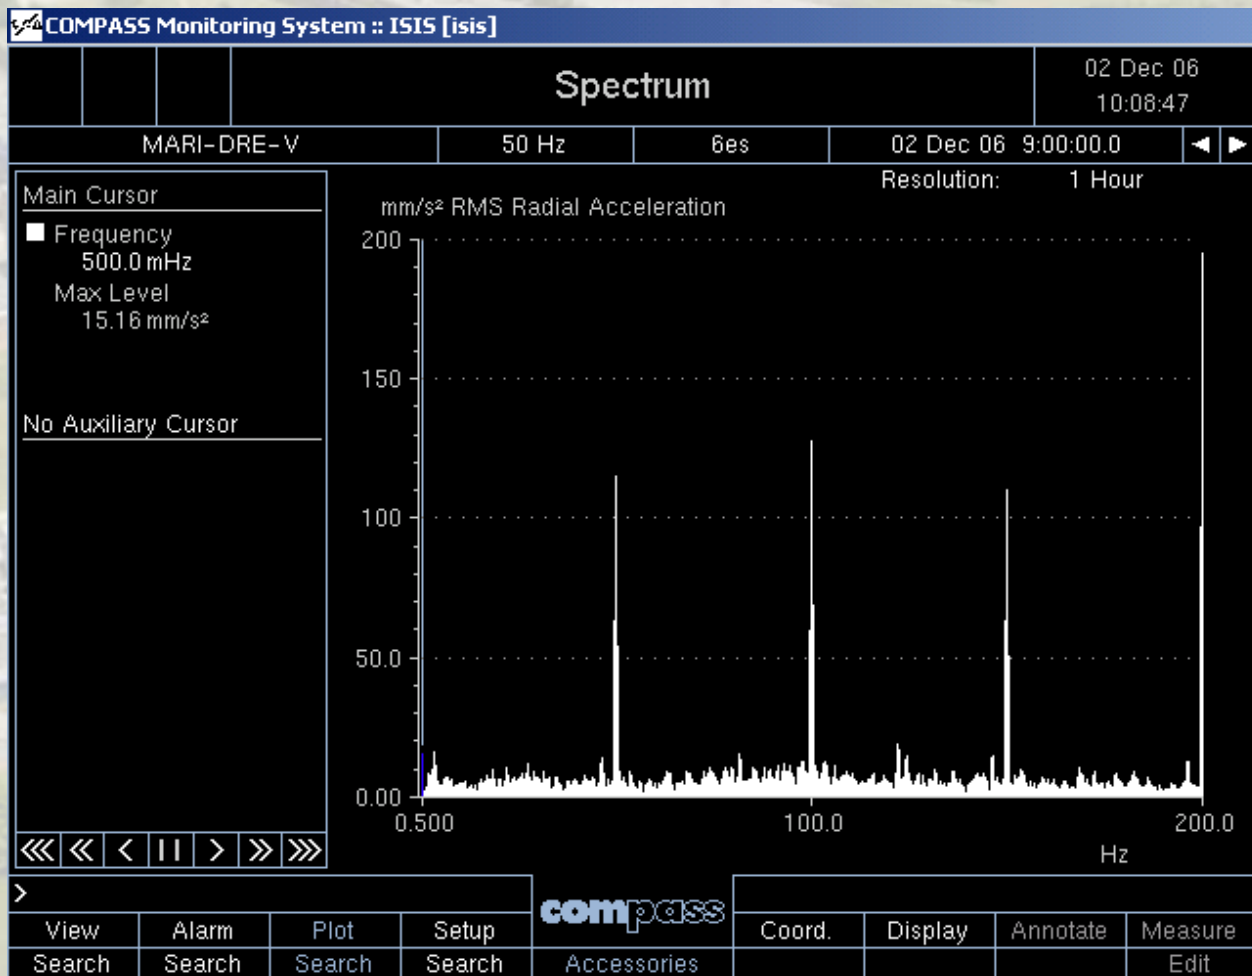 COMPASS Monitoring System :: ISIS [isis]
Spectrum
02 Dec 06
10:08:47
MARI-DRE-V
50 Hz
6es
02 Dec 06 9:00:00.0
Resolution: 1 Hour
Main Cursor
Frequency
500.0 mHz
Max Level
15.16 mm/s²
No Auxiliary Cursor
mm/s² RMS Radial Acceleration
200
150
100
50.0
0.00
0.500
100.0
200.0
Hz
>
compass
View
Alarm
Plot
Setup
Coord.
Display
Annotate
Measure
Search
Search
Search
Search
Accessories
Edit